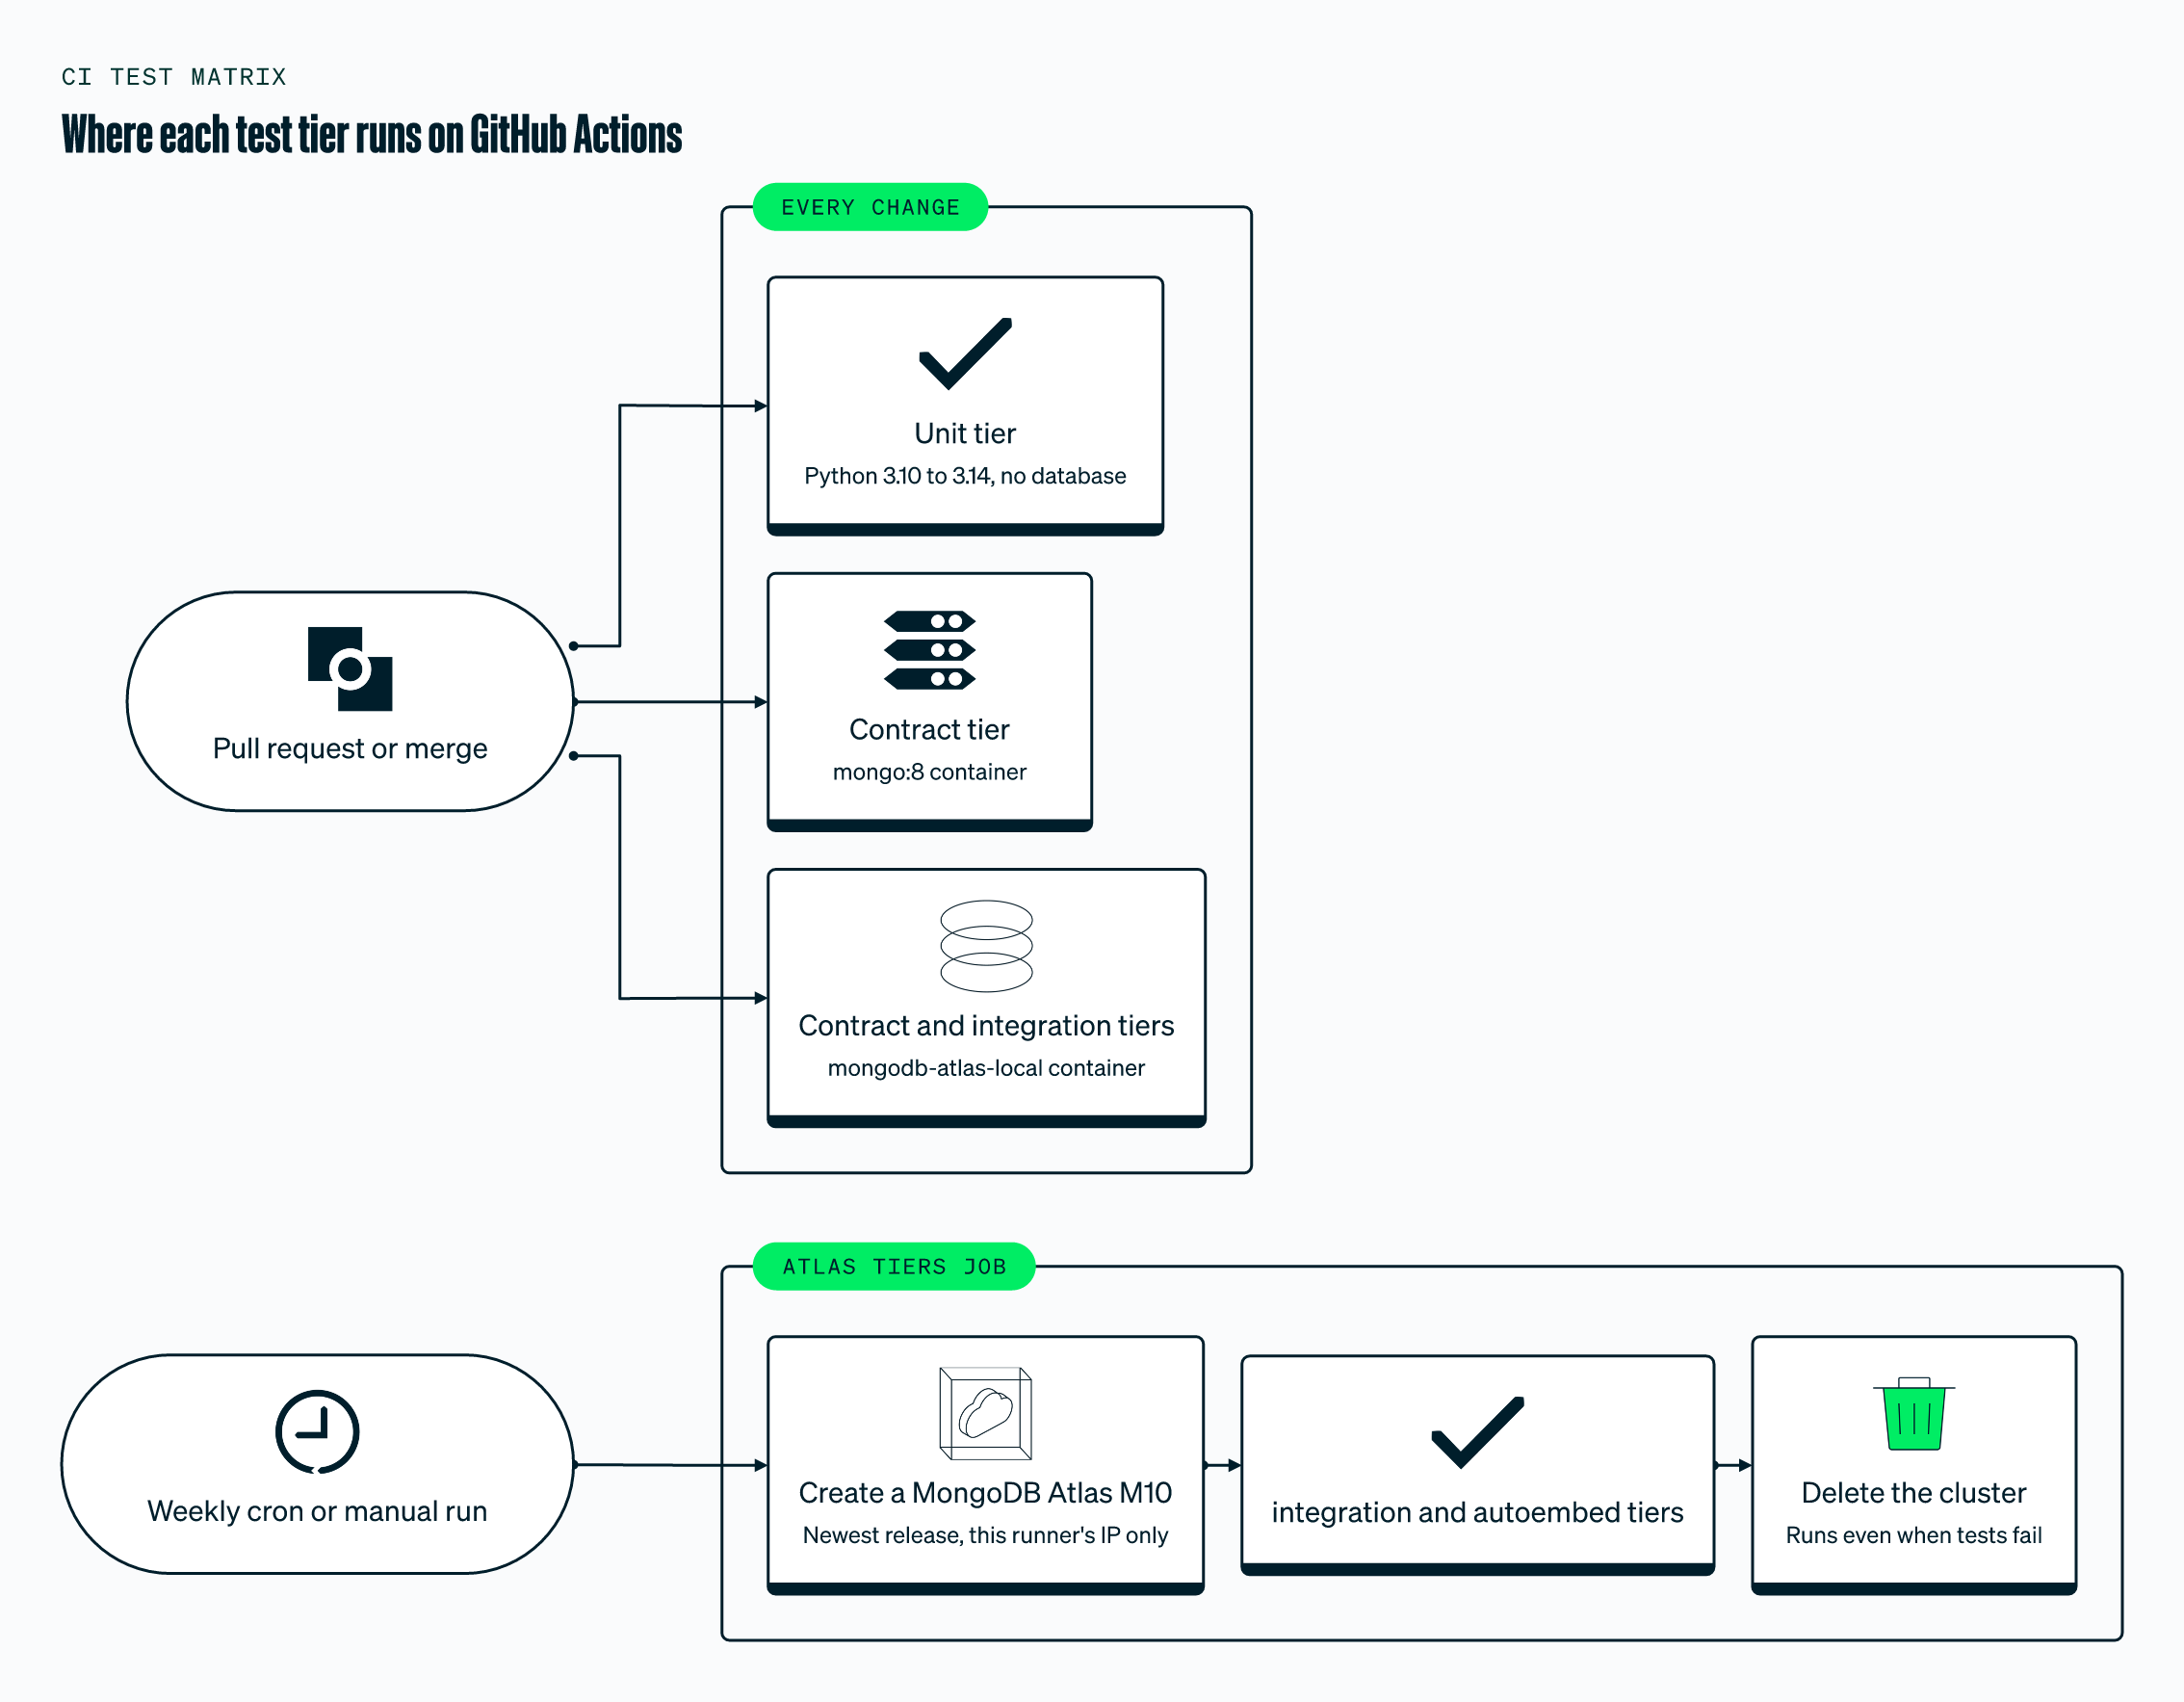 CI TEST MATRIX
Where each test tier runs on GitHub Actions
EVERY CHANGE
Unit tier
Python 3.10 to 3.14, no database
Pull request or merge
Contract tier
mongo:8 container
Contract and integration tiers
mongodb-atlas-local container
ATLAS TIERS JOB
Weekly cron or manual run
Create a MongoDB Atlas M10
Newest release, this runner's IP only
integration and autoembed tiers
Delete the cluster
Runs even when tests fail